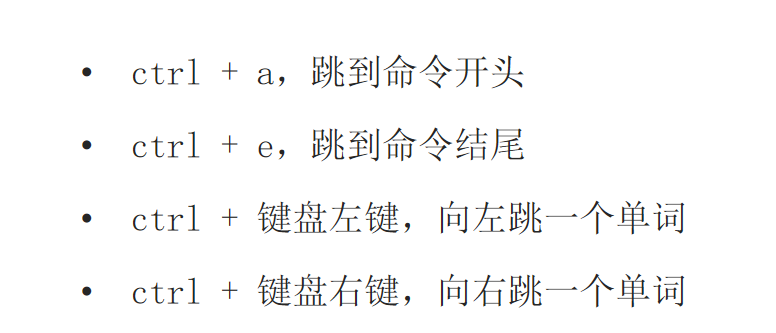 • ctrl + a，跳到命令开头
• ctrl + e，跳到命令结尾
• ctrl + 键盘左键，向左跳一个单词
• ctrl + 键盘右键，向右跳一个单词